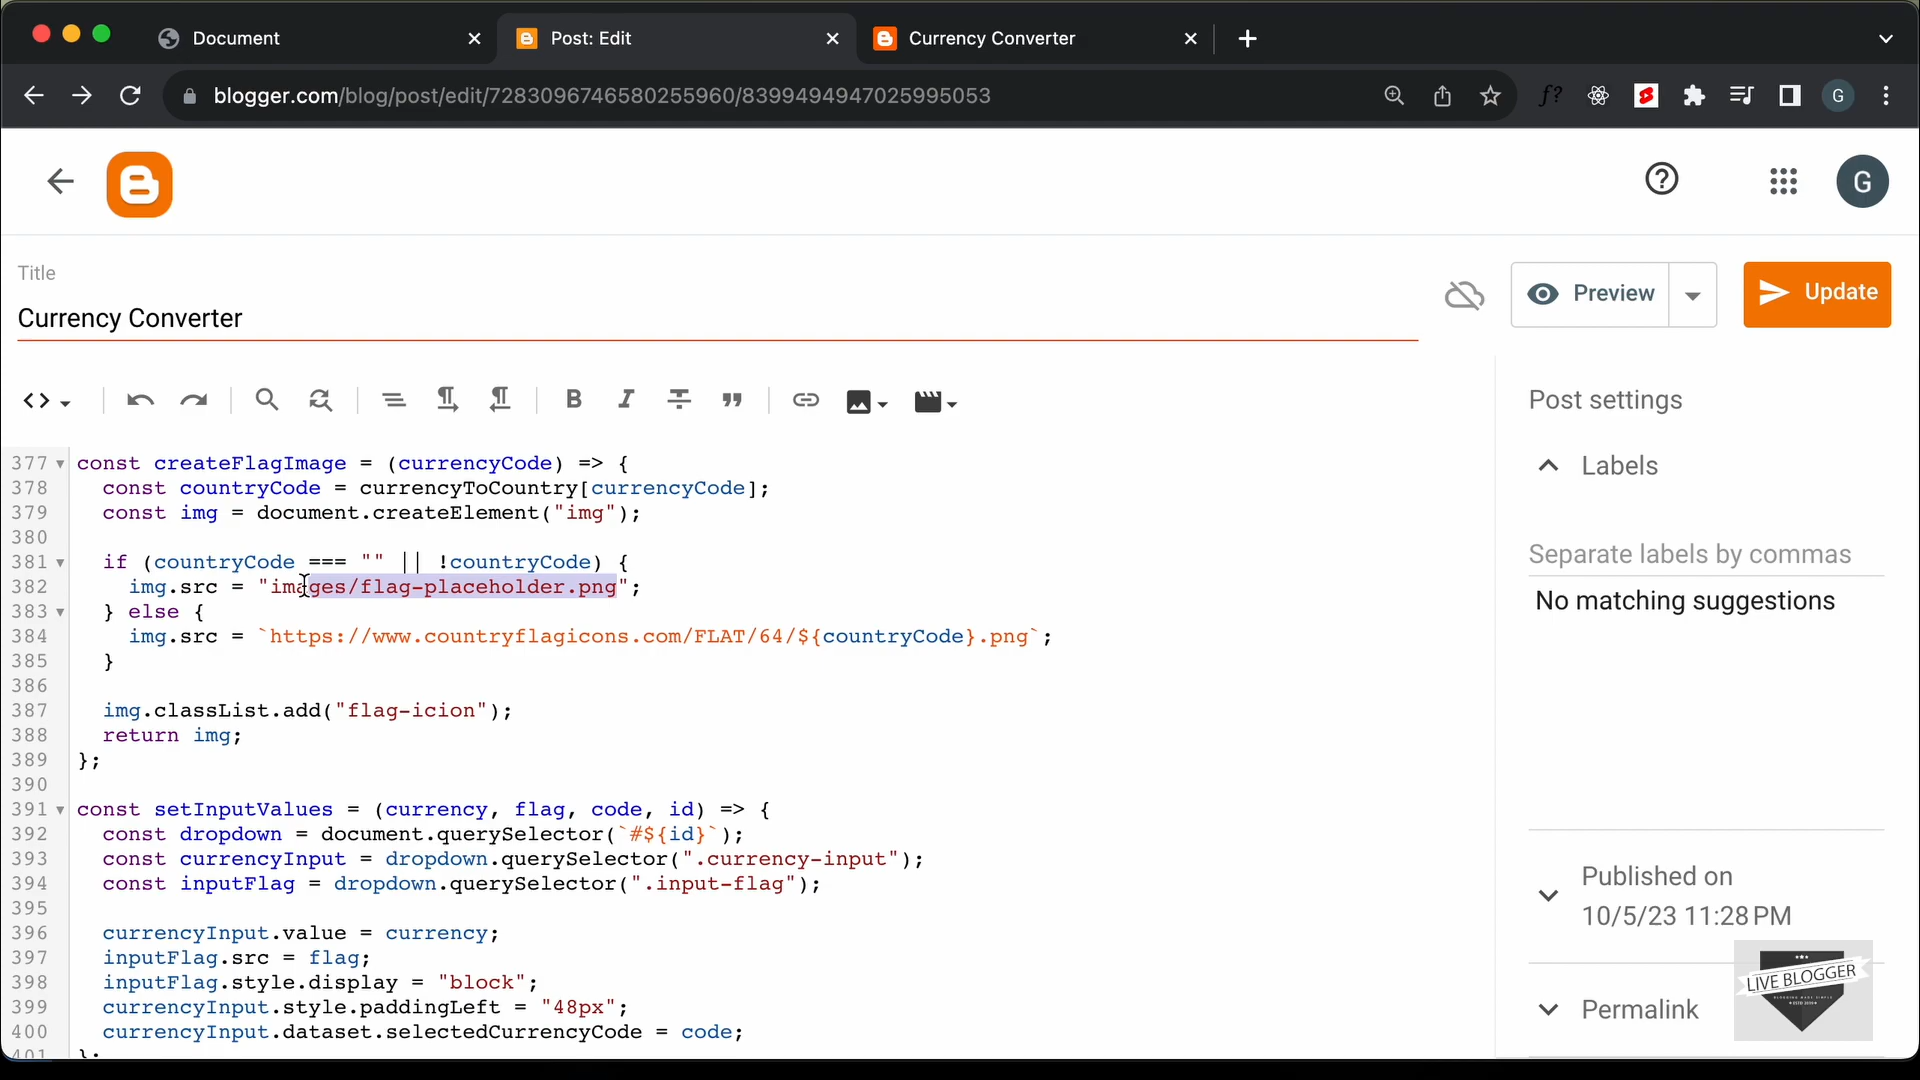 Document
Post: Edit
Currency Converter
blogger.com/blog/post/edit/7283096746580255960/8399494947025995053
G
G
Title
Currency Converter
Preview
Update
Post settings
Labels
Separate labels by commas
No matching suggestions
Published on
10/5/23 11:28 PM
Permalink
377 const createFlagImage = (currencyCode) => {
378 const countryCode = currencyToCountry[currencyCode];
379 const img = document.createElement("img");
380
381 if (countryCode === "" || !countryCode) {
382 img.src = "images/flag-placeholder.png";
383 } else {
384 img.src = `https://www.countryflagicons.com/FLAT/64/${countryCode}.png`;
385 }
386
387 img.classList.add("flag-icion");
388 return img;
389 };
390
391 const setInputValues = (currency, flag, code, id) => {
392 const dropdown = document.querySelector(`#${id}`);
393 const currencyInput = dropdown.querySelector(".currency-input");
394 const inputFlag = dropdown.querySelector(".input-flag");
395
396 currencyInput.value = currency;
397 inputFlag.src = flag;
398 inputFlag.style.display = "block";
399 currencyInput.style.paddingLeft = "48px";
400 currencyInput.dataset.selectedCurrencyCode = code;
401 };
LIVE BLOGGER